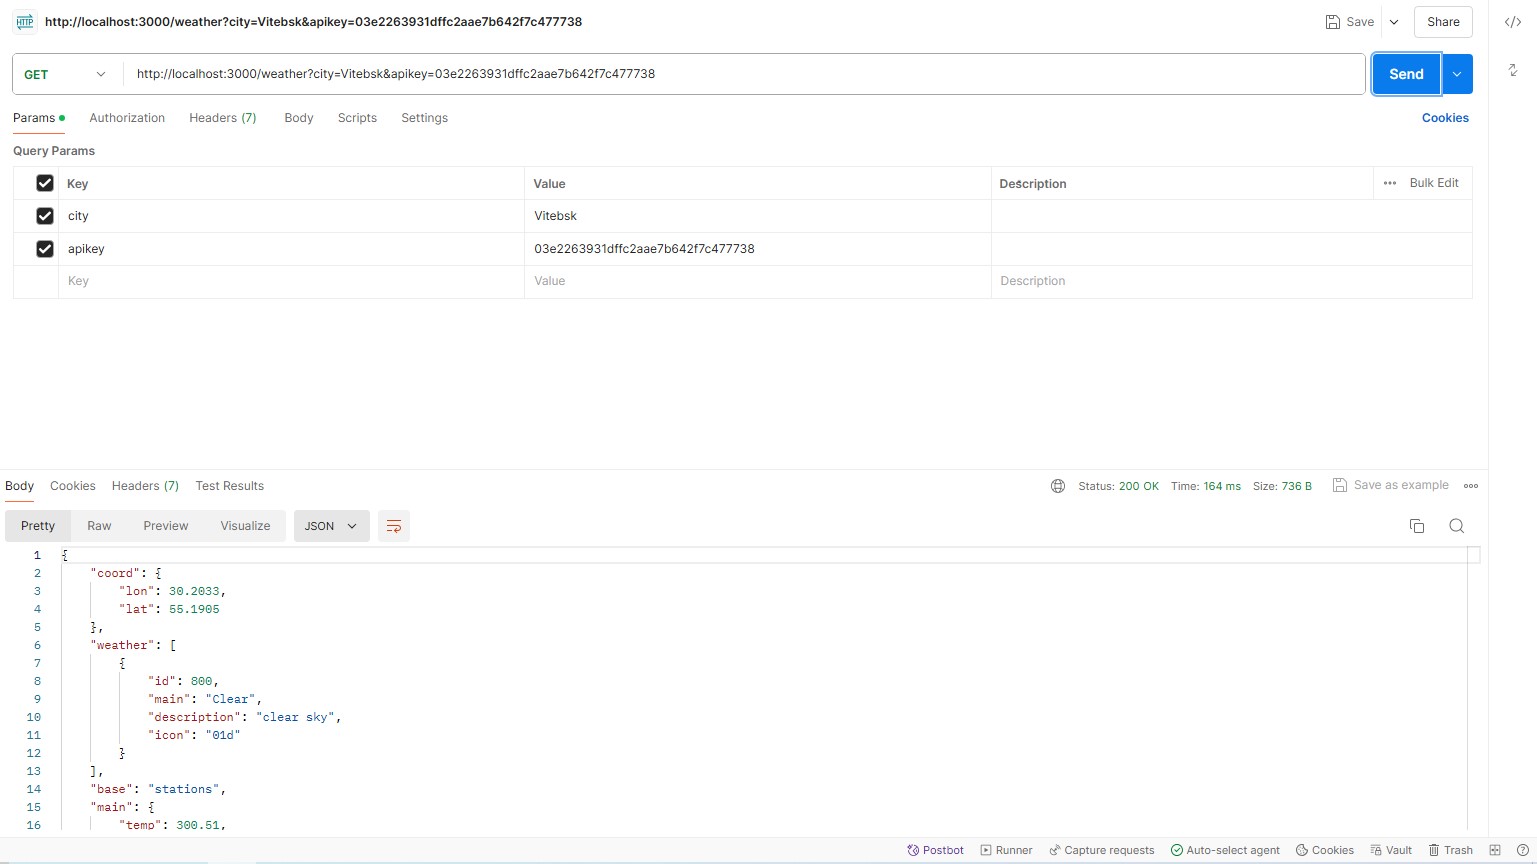 HTTP http://localhost:3000/weather?city=Vitebsk&apikey=03e2263931dffc2aae7b642f7c477738 Save Share
GET http://localhost:3000/weather?city=Vitebsk&apikey=03e2263931dffc2aae7b642f7c477738 Send
Params Authorization Headers (7) Body Scripts Settings Cookies
Query Params
Key Value Description Bulk Edit
city Vitebsk
apikey 03e2263931dffc2aae7b642f7c477738
Key Value Description
Body Cookies Headers (7) Test Results Status: 200 OK Time: 164 ms Size: 736 B Save as example
Pretty Raw Preview Visualize JSON
1 {
2 "coord": {
3 "lon": 30.2033,
4 "lat": 55.1905
5 },
6 "weather": [
7 {
8 "id": 800,
9 "main": "Clear",
10 "description": "clear sky",
11 "icon": "01d"
12 }
13 ],
14 "base": "stations",
15 "main": {
16 "temp": 300.51,
Postbot Runner Capture requests Auto-select agent Cookies Vault Trash